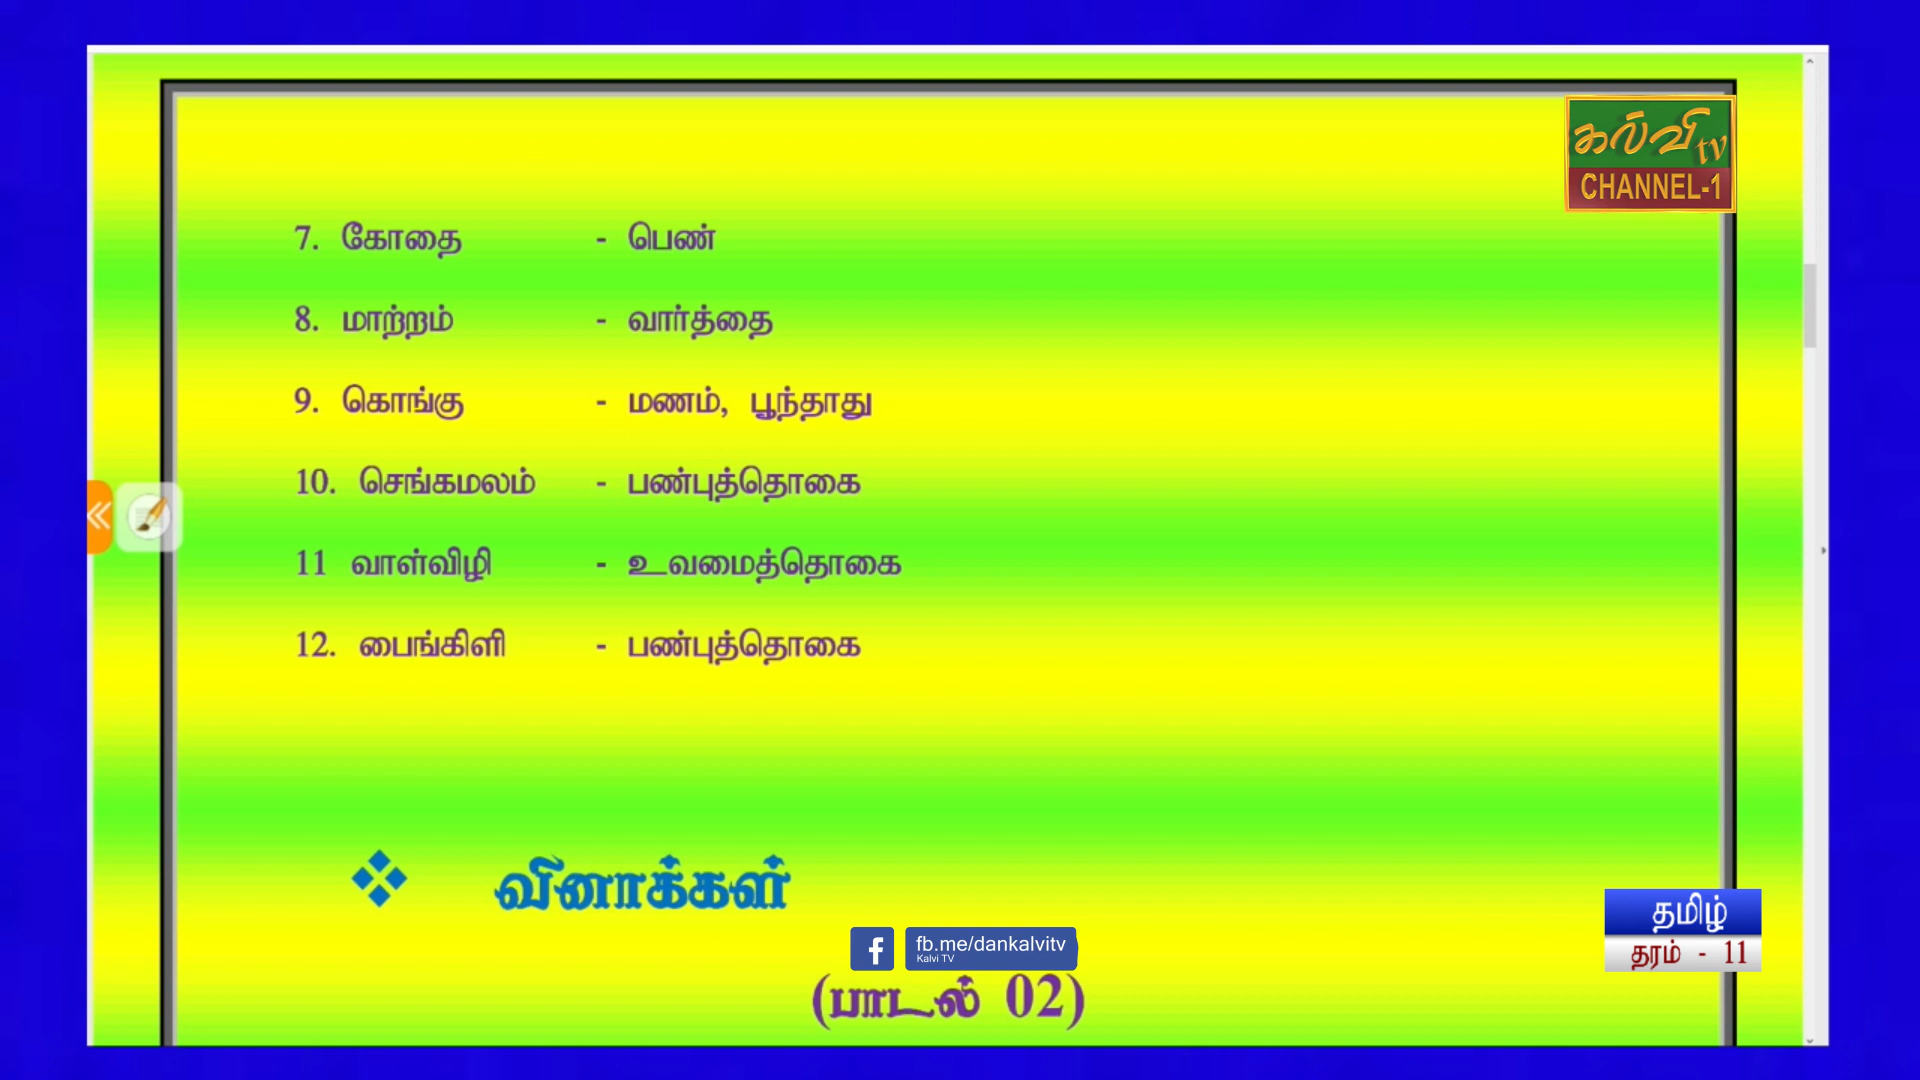 கல்வி tv
CHANNEL-1
7. கோதை - பெண்
8. மாற்றம் - வார்த்தை
9. கொங்கு - மணம், பூந்தாது
10. செங்கமலம் - பண்புத்தொகை
11 வாள்விழி - உவமைத்தொகை
12. பைங்கிளி - பண்புத்தொகை
வினாக்கள்
தமிழ்
தரம் - 11
fb.me/dankalvitv
Kalvi TV
(பாடல் 02)